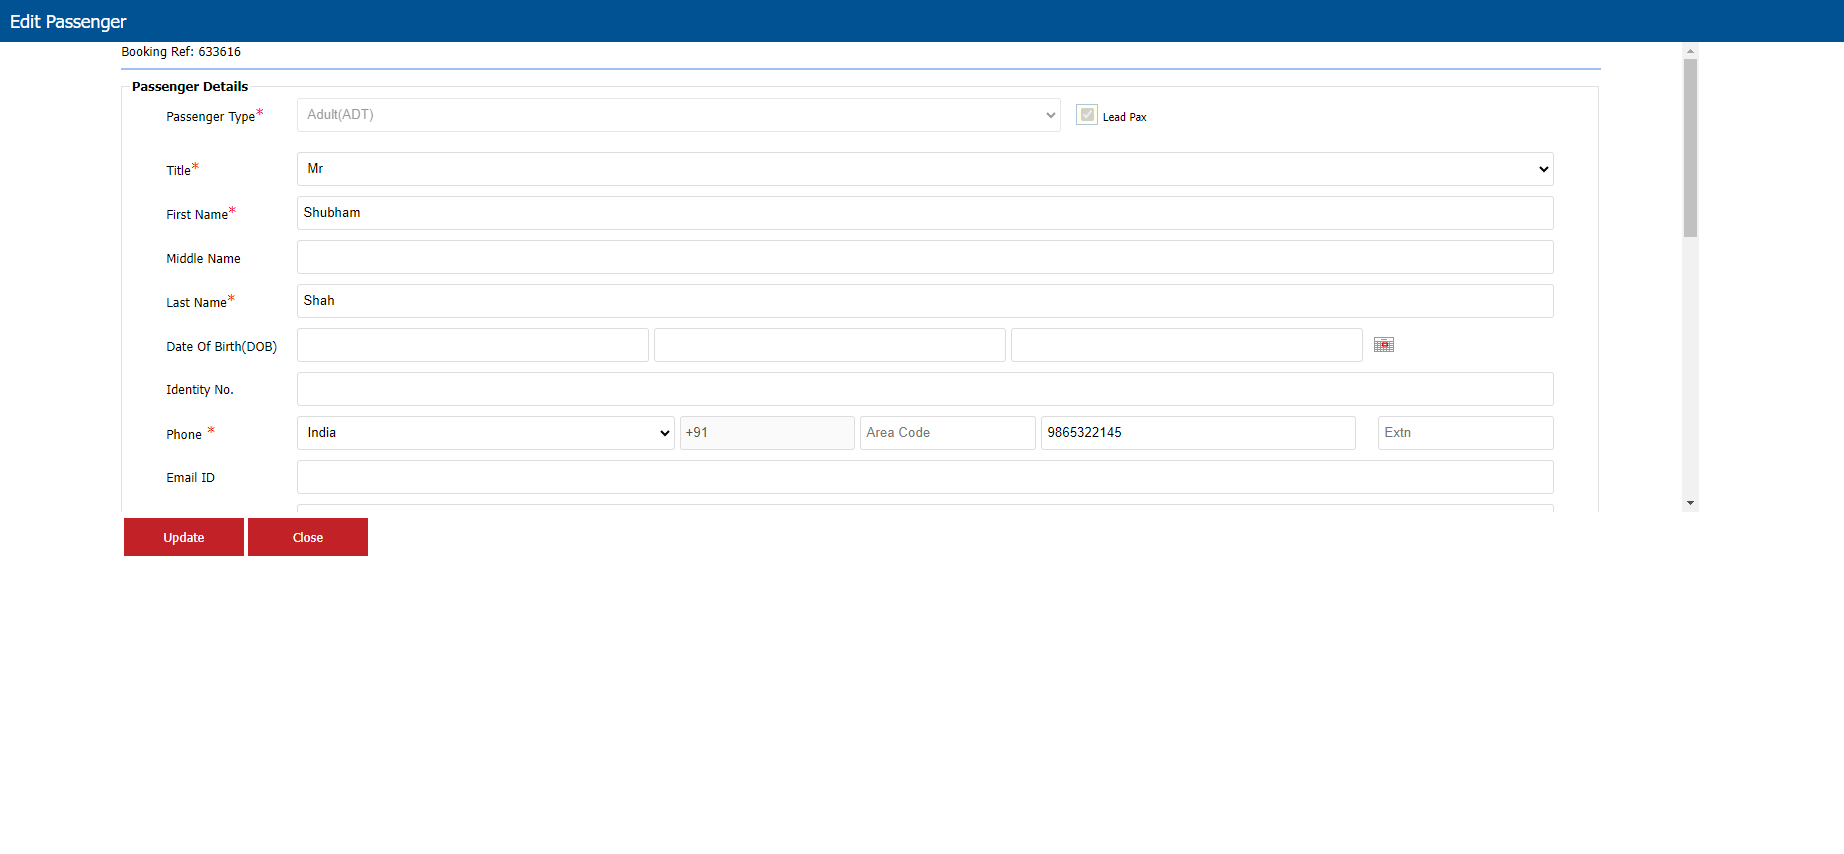 Edit Passenger
Booking Ref: 633616
Passenger Details
Passenger Type* Adult(ADT) Lead Pax
Title* Mr
First Name* Shubham
Middle Name
Last Name* Shah
Date Of Birth(DOB)
Identity No.
Phone * India +91 Area Code 9865322145 Extn
Email ID
Update Close